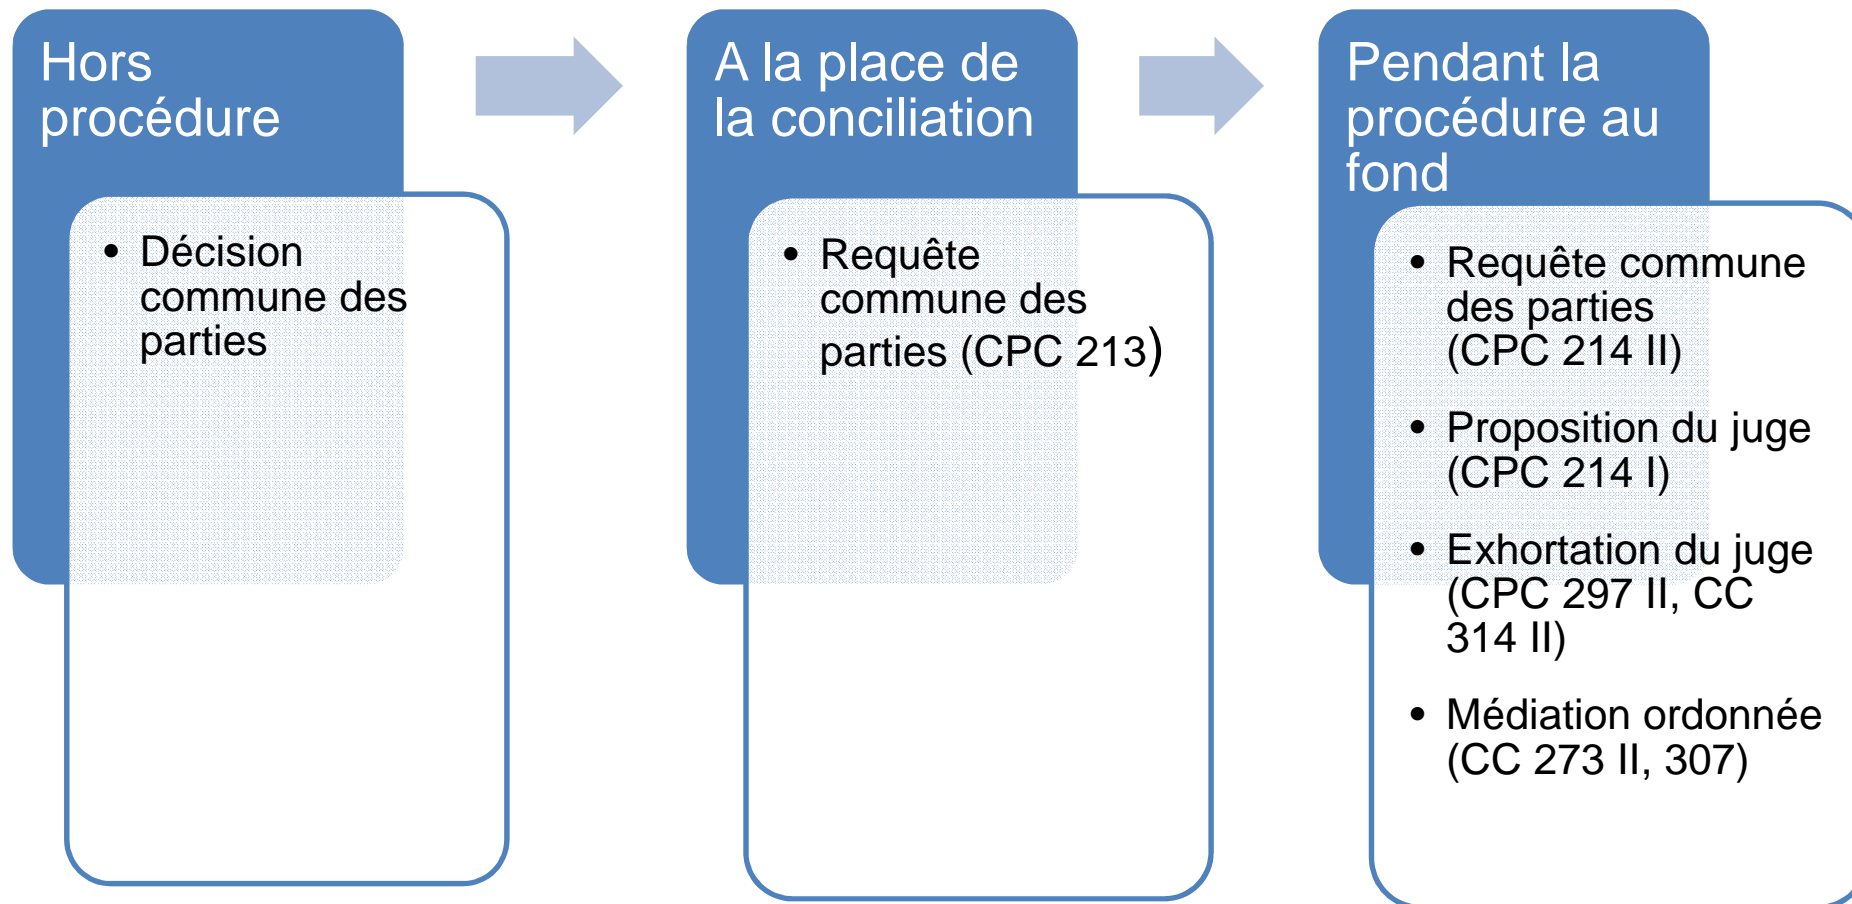 Hors
procédure
• Décision
commune des
parties
A la place de
la conciliation
• Requête
commune des
parties (CPC 213)
Pendant la
procédure au
fond
• Requête commune
des parties
(CPC 214 II)
• Proposition du juge
(CPC 214 I)
• Exhortation du juge
(CPC 297 II, CC
314 II)
• Médiation ordonnée
(CC 273 II, 307)